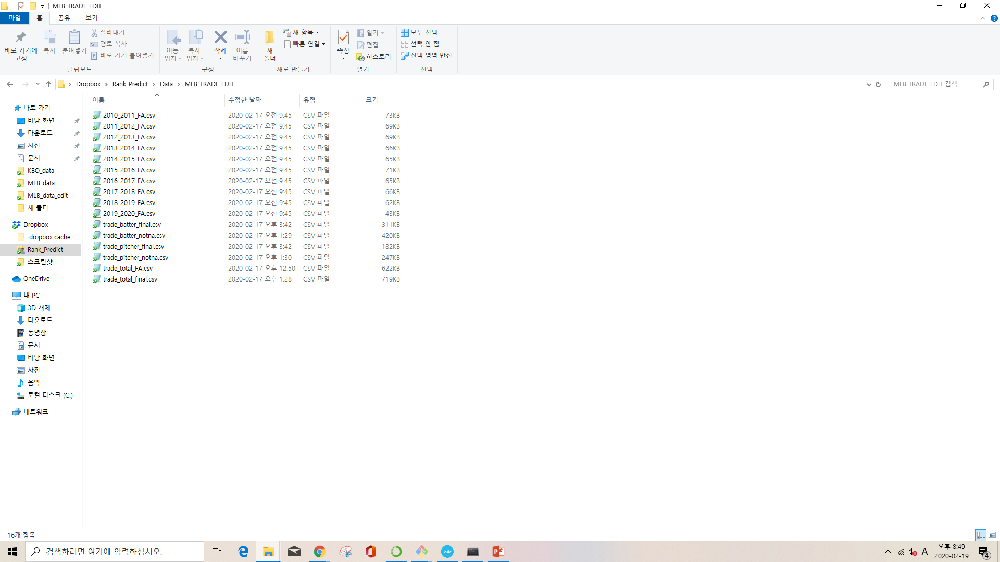 MLB_TRADE_EDIT
파일 홈 공유 보기
바로 가기에 고정
복사
붙여넣기
잘라내기
경로 복사
바로 가기 붙여넣기
클립보드
이동 위치
복사 위치
삭제
이름 바꾸기
구성
새 폴더
새 항목
빠른 연결
새로 만들기
속성
열기
편집
히스토리
열기
모두 선택
선택 안 함
선택 영역 반전
선택
Dropbox > Rank_Predict > Data > MLB_TRADE_EDIT
MLB_TRADE_EDIT 검색
바로 가기
바탕 화면
다운로드
사진
문서
KBO_data
MLB_data
MLB_data_edit
새 폴더
Dropbox
.dropbox.cache
Rank_Predict
스크린샷
OneDrive
내 PC
3D 개체
다운로드
동영상
문서
바탕 화면
사진
음악
로컬 디스크 (C:)
네트워크
이름 수정한 날짜 유형 크기
2010_2011_FA.csv 2020-02-17 오전 9:45 CSV 파일 73KB
2011_2012_FA.csv 2020-02-17 오전 9:45 CSV 파일 69KB
2012_2013_FA.csv 2020-02-17 오전 9:45 CSV 파일 69KB
2013_2014_FA.csv 2020-02-17 오전 9:45 CSV 파일 66KB
2014_2015_FA.csv 2020-02-17 오전 9:45 CSV 파일 65KB
2015_2016_FA.csv 2020-02-17 오전 9:45 CSV 파일 71KB
2016_2017_FA.csv 2020-02-17 오전 9:45 CSV 파일 65KB
2017_2018_FA.csv 2020-02-17 오전 9:45 CSV 파일 66KB
2018_2019_FA.csv 2020-02-17 오전 9:45 CSV 파일 62KB
2019_2020_FA.csv 2020-02-17 오전 9:45 CSV 파일 43KB
trade_batter_final.csv 2020-02-17 오후 3:42 CSV 파일 311KB
trade_batter_notna.csv 2020-02-17 오후 1:29 CSV 파일 420KB
trade_pitcher_final.csv 2020-02-17 오후 3:42 CSV 파일 182KB
trade_pitcher_notna.csv 2020-02-17 오후 1:30 CSV 파일 247KB
trade_total_FA.csv 2020-02-17 오후 12:50 CSV 파일 622KB
trade_total_final.csv 2020-02-17 오후 1:28 CSV 파일 719KB
16개 항목
검색하려면 여기에 입력하십시오.
A
오후 8:49
2020-02-19
4